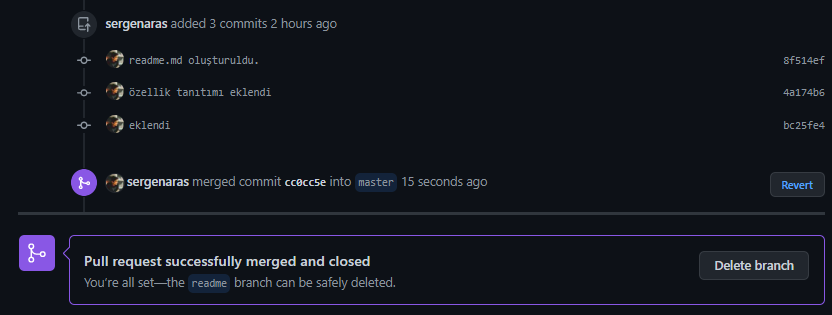 sergenaras added 3 commits 2 hours ago
readme.md oluşturuldu. 8f514ef
özellik tanıtımı eklendi 4a174b6
eklendi bc25fe4
sergenaras merged commit cc0cc5e into master 15 seconds ago Revert
Pull request successfully merged and closed
You're all set—the readme branch can be safely deleted.
Delete branch